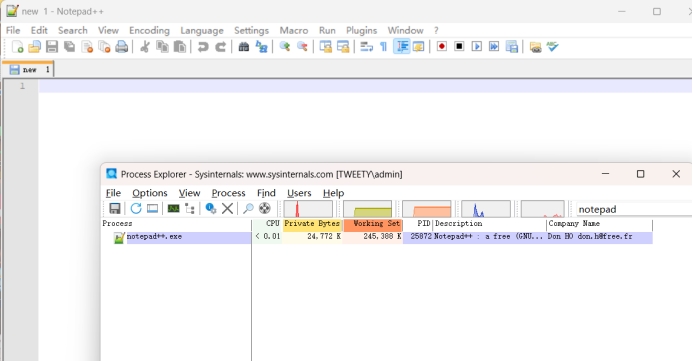 new 1 - Notepad++
File Edit Search View Encoding Language Settings Macro Run Plugins Window ?
new 1
1
Process Explorer - Sysinternals: www.sysinternals.com [TWEETY\admin]
File Options View Process Find Users Help
notepad
Process CPU Private Bytes Working Set PID Description Company Name
notepad++.exe < 0.01 24,772 K 245,388 K 25872 Notepad++ : a free (GNU... Don HO don.h@free.fr